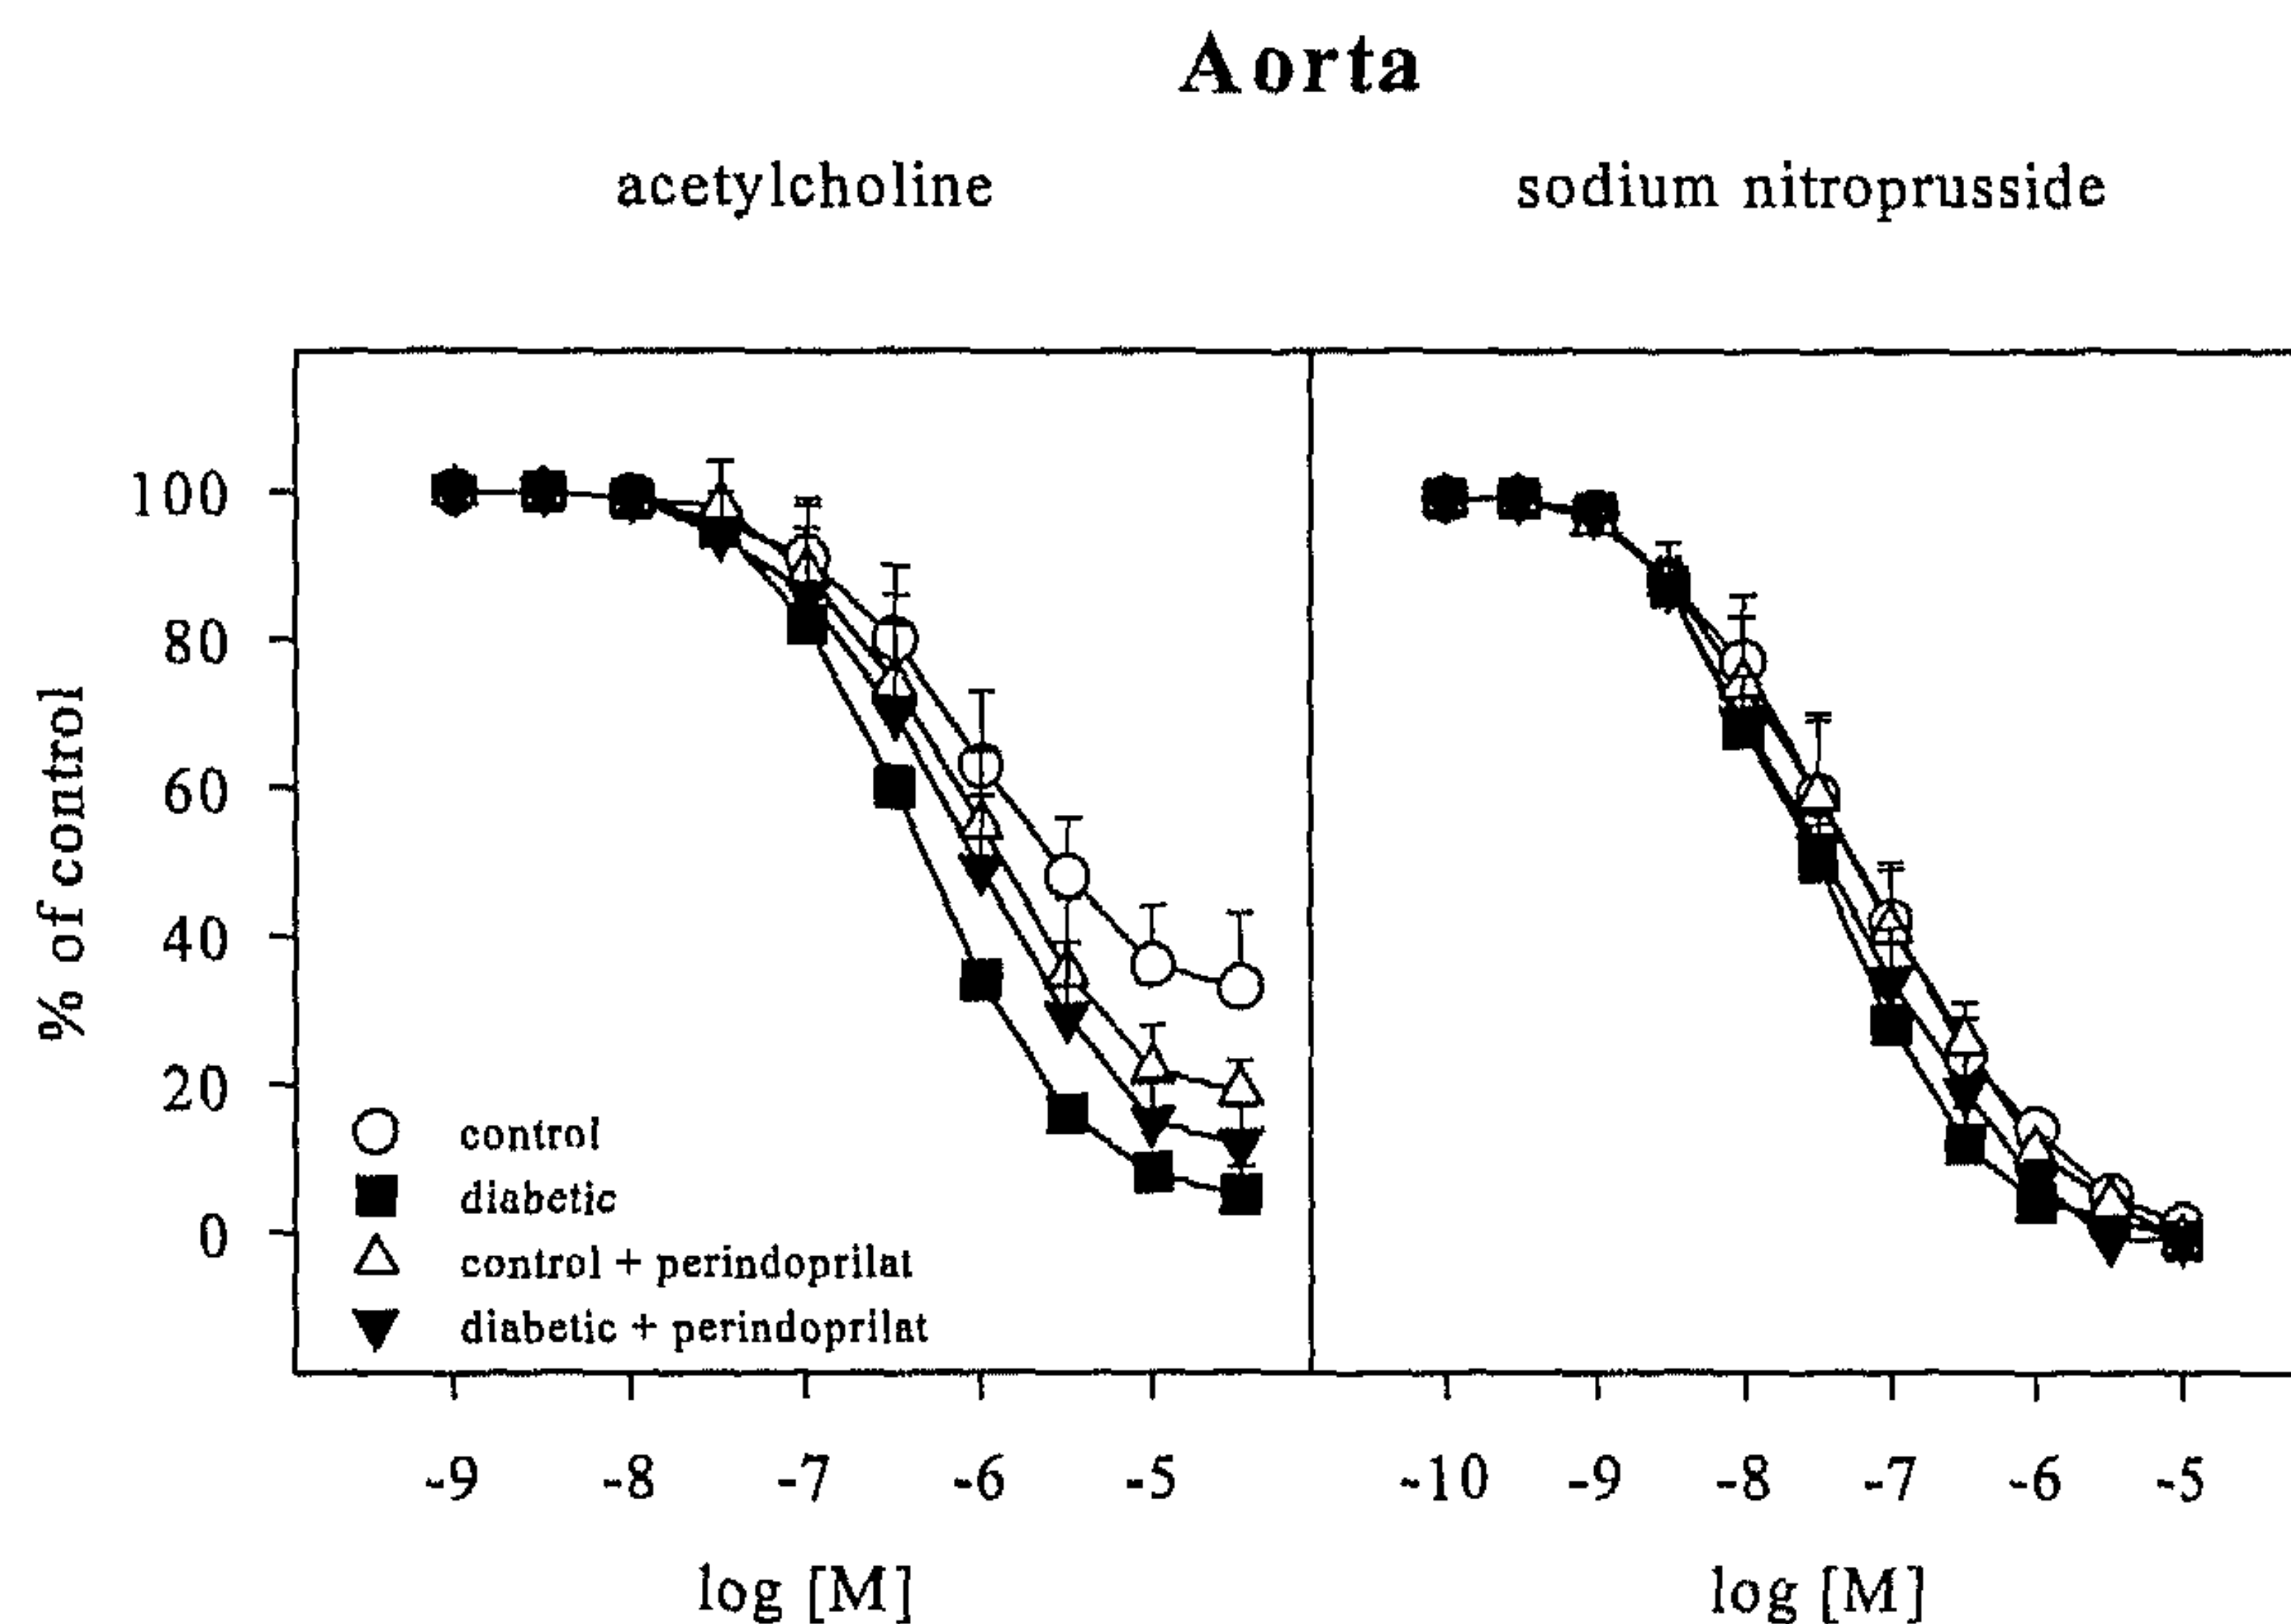 Aorta
acetylcholine
sodium nitroprusside
% of control
100
80
60
40
20
0
control
diabetic
control + perindoprilat
diabetic + perindoprilat
-9 -8 -7 -6 -5
-10 -9 -8 -7 -6 -5
log [M]
log [M]